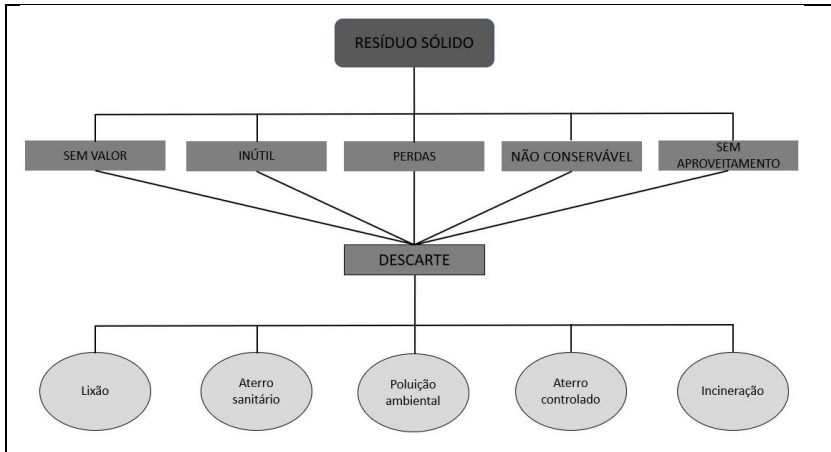 RESÍDUO SÓLIDO
SEM VALOR
INÚTIL
PERDAS
NÃO CONSERVÁVEL
SEM
APROVEITAMENTO
DESCARTE
Lixão
Aterro
sanitário
Poluição
ambiental
Aterro
controlado
Incineração